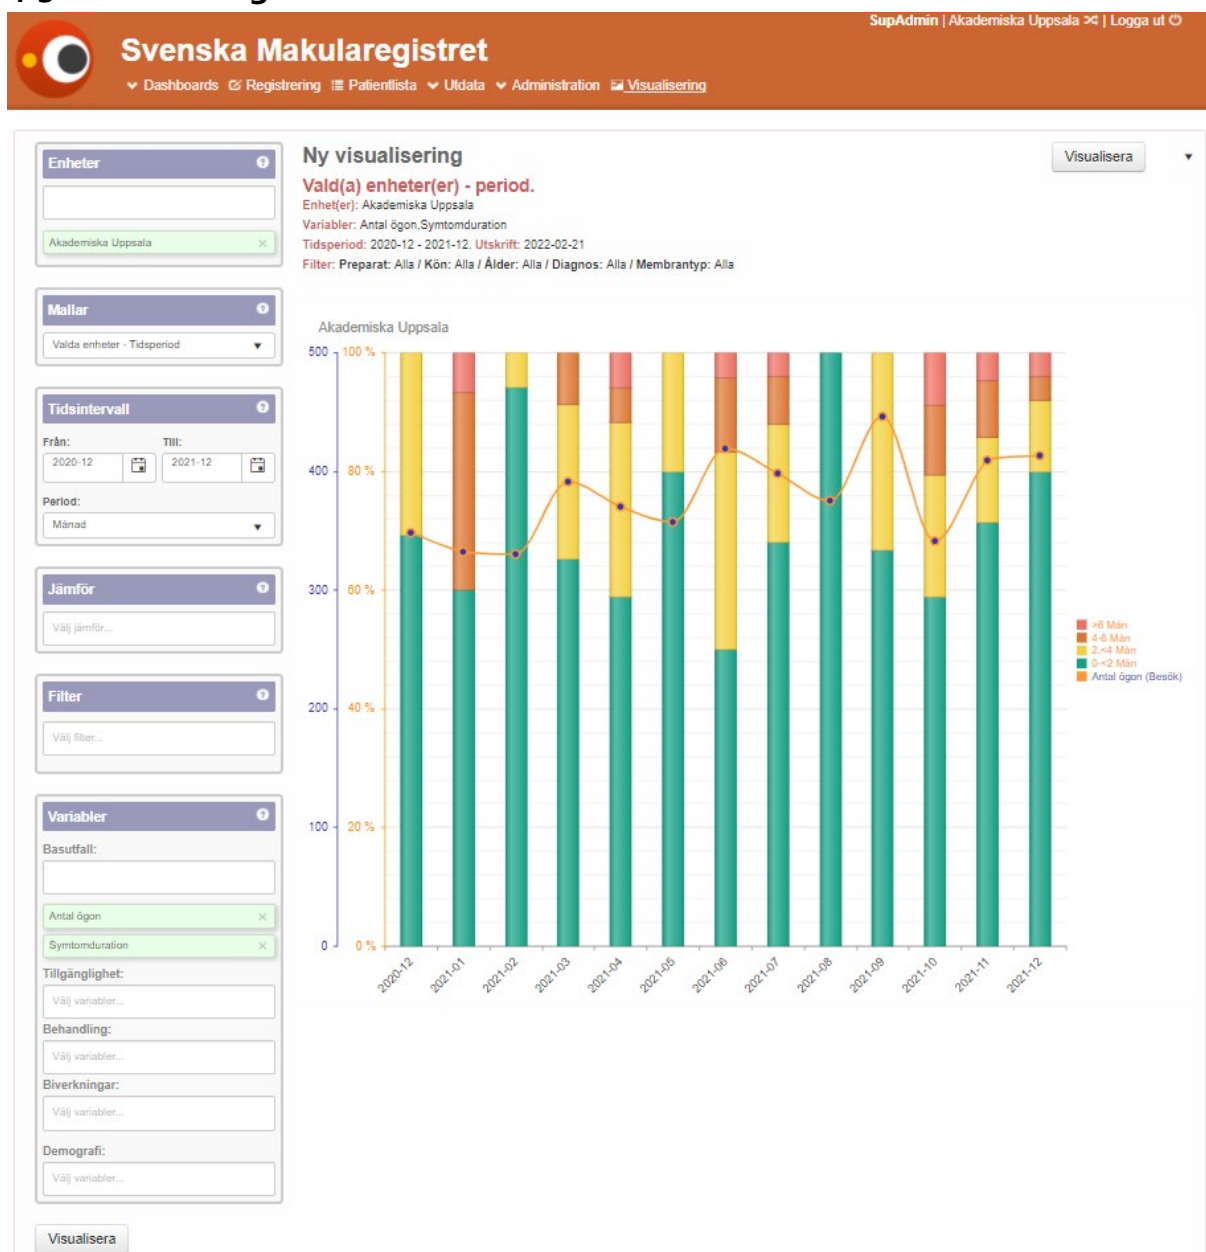 SupAdmin | Akademiska Uppsala | Logga ut
Svenska Makularegistret
Dashboards Registrering Patientlista Utdata Administration Visualisering
Enheter
Akademiska Uppsala
Mallar
Valda enheter - Tidsperiod
Tidsintervall
Från: Till:
2020-12 2021-12
Period:
Månad
Jämför
Välj jämför...
Filter
Välj filter...
Variabler
Basutfall:
Antal ögon
Symtomduration
Tillgänglighet:
Välj variabler...
Behandling:
Välj variabler...
Biverkningar:
Välj variabler...
Demografi:
Välj variabler...
Visualisera
Ny visualisering
Visualisera
Vald(a) enheter(er) - period.
Enhet(er): Akademiska Uppsala
Variabler: Antal ögon,Symtomduration
Tidsperiod: 2020-12 - 2021-12. Utskrift: 2022-02-21
Filter: Preparat: Alla / Kön: Alla / Ålder: Alla / Diagnos: Alla / Membrantyp: Alla
Akademiska Uppsala
500 100 %
400 80 %
300 60 %
200 40 %
100 20 %
0 0 %
2020-12 2021-01 2021-02 2021-03 2021-04 2021-05 2021-06 2021-07 2021-08 2021-09 2021-10 2021-11 2021-12
>6 Mån
4-6 Mån
2.<4 Mån
0-<2 Mån
Antal ögon (Besök)